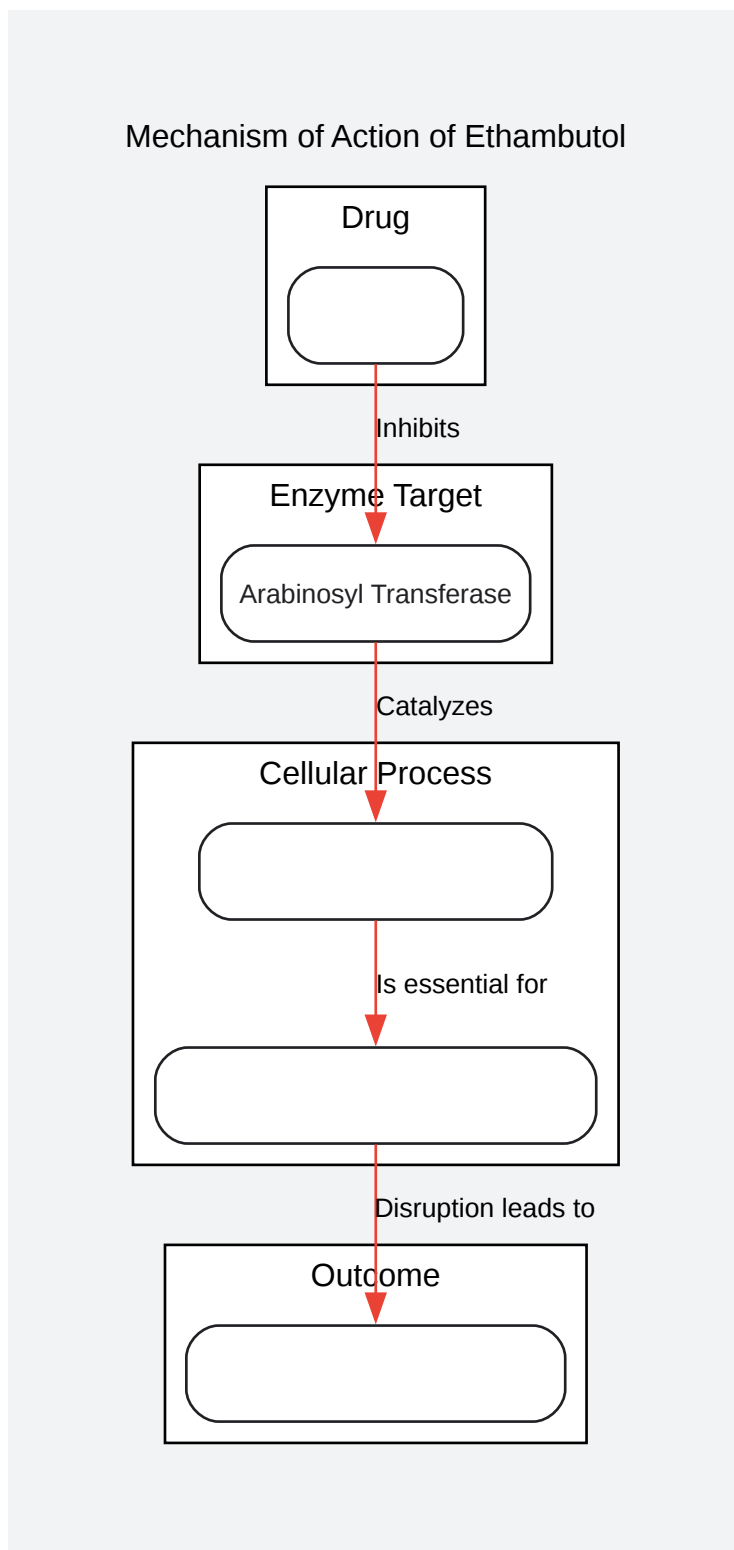 Mechanism of Action of Ethambutol
Drug
Inhibits
Enzyme Target
Arabinosyl Transferase
Catalyzes
Cellular Process
Is essential for
Disruption leads to
Outcome